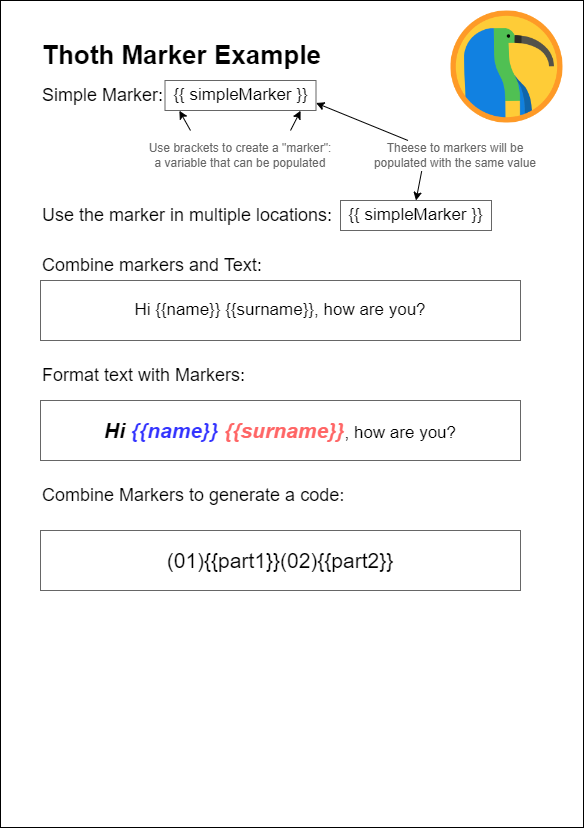 Thoth Marker Example
Simple Marker: {{ simpleMarker }}
Use brackets to create a "marker":
a variable that can be populated
Theese to markers will be
populated with the same value
Use the marker in multiple locations: {{ simpleMarker }}
Combine markers and Text:
Hi {{name}} {{surname}}, how are you?
Format text with Markers:
Hi {{name}} {{surname}}, how are you?
Combine Markers to generate a code:
(01){{part1}}(02){{part2}}